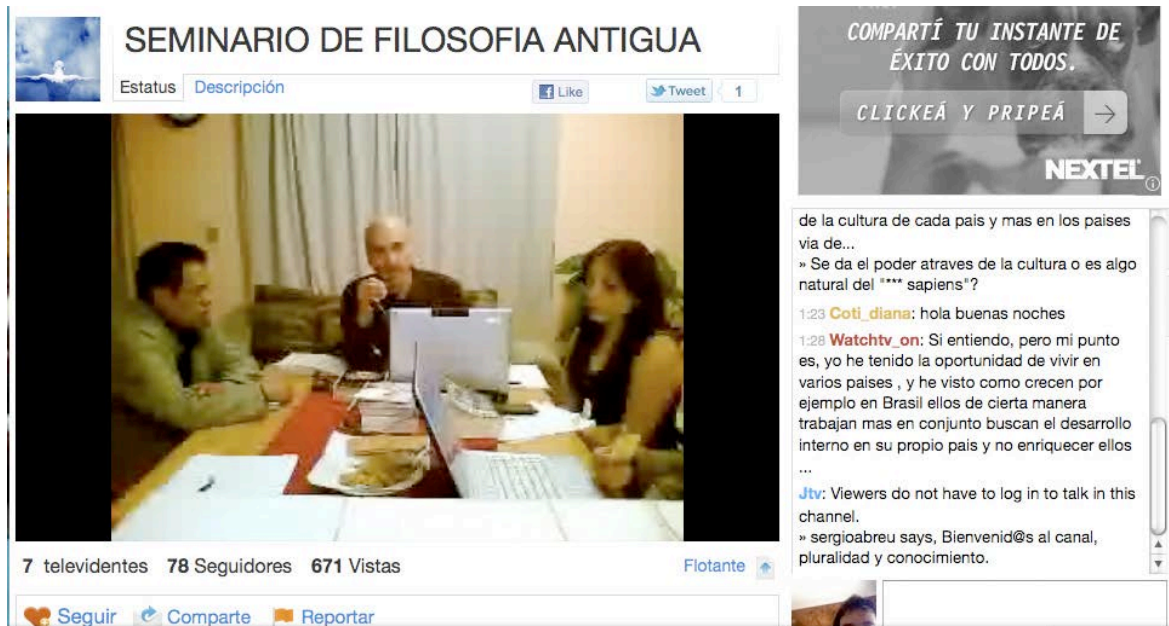 SEMINARIO DE FILOSOFIA ANTIGUA
Estatus Descripción
Like Tweet 1
7 televidentes 78 Seguidores 671 Vistas
Flotante
Seguir Comparte Reportar
COMPARTÍ TU INSTANTE DE
ÉXITO CON TODOS.
CLICKEÁ Y PRIPEÁ
NEXTEL
de la cultura de cada pais y mas en los paises
via de...
» Se da el poder atraves de la cultura o es algo
natural del "*** sapiens"?
1:23 Coti_diana: hola buenas noches
1:28 Watchtv_on: Si entiendo, pero mi punto
es, yo he tenido la oportunidad de vivir en
varios paises , y he visto como crecen por
ejemplo en Brasil ellos de cierta manera
trabajan mas en conjunto buscan el desarrollo
interno en su propio pais y no enriquecer ellos
...
Jtv: Viewers do not have to log in to talk in this
channel.
» sergioabreu says, Bienvenid@s al canal,
pluralidad y conocimiento.